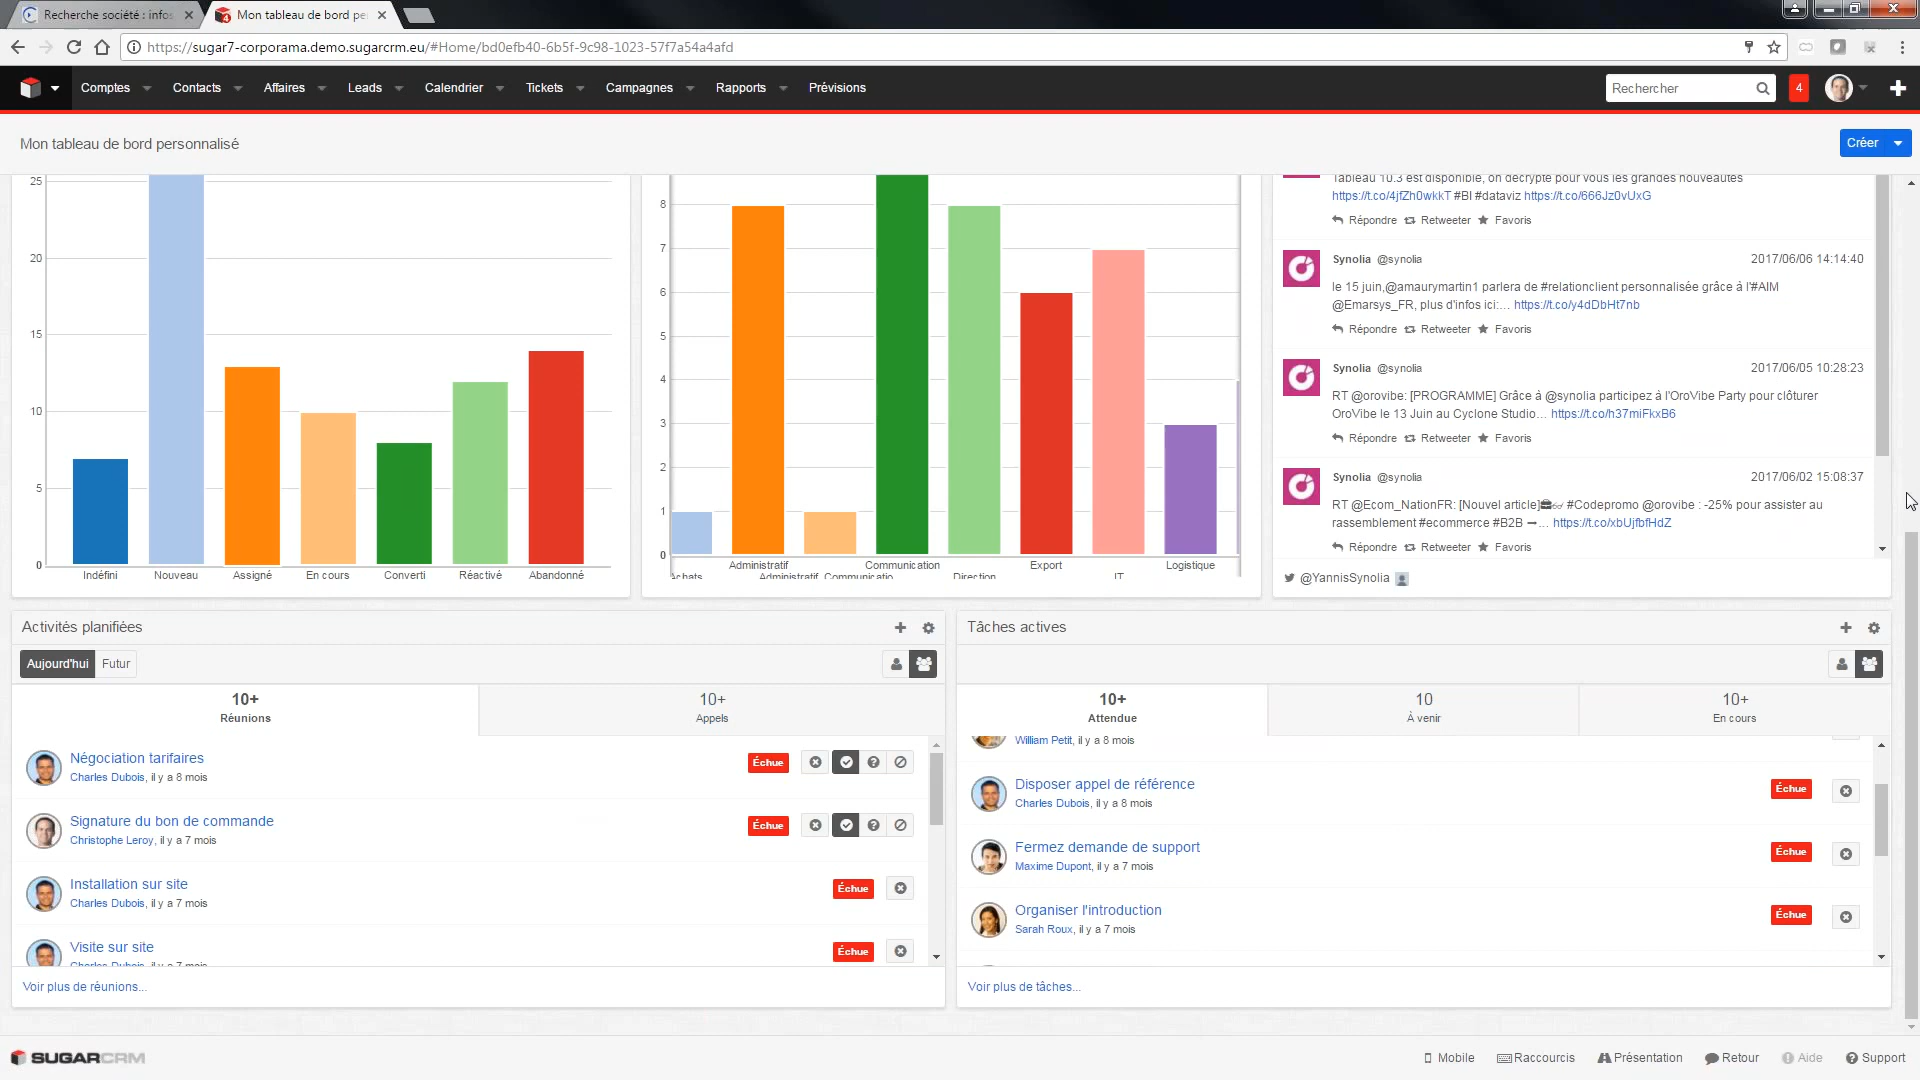 Recherche société : infos
Mon tableau de bord pe
https://sugar7-corporama.demo.sugarcrm.eu/#Home/bd0efb40-6b5f-9c98-1023-57f7a54a4afd
Comptes Contacts Affaires Leads Calendrier Tickets Campagnes Rapports Prévisions
Rechercher
4
Mon tableau de bord personnalisé
Créer
25
20
15
10
5
0
Indéfini Nouveau Assigné En cours Converti Réactivé Abandonné
8
7
6
5
4
3
2
1
0
Administratif Communication Export Logistique
Achats Administratif Communicatio Direction IT
Tableau 10.3 est disponible, on décrypte pour vous les grandes nouveautés
https://t.co/4jfZh0wkkT #BI #dataviz https://t.co/666Jz0vUxG
Répondre Retweeter Favoris
Synolia @synolia 2017/06/06 14:14:40
le 15 juin,@amaurymartin1 parlera de #relationclient personnalisée grâce à l'#AIM
@Emarsys_FR, plus d'infos ici:… https://t.co/y4dDbHt7nb
Répondre Retweeter Favoris
Synolia @synolia 2017/06/05 10:28:23
RT @orovibe: [PROGRAMME] Grâce à @synolia participez à l'OroVibe Party pour clôturer
OroVibe le 13 Juin au Cyclone Studio… https://t.co/h37miFkxB6
Répondre Retweeter Favoris
Synolia @synolia 2017/06/02 15:08:37
RT @Ecom_NationFR: [Nouvel article] #Codepromo @orovibe : -25% pour assister au
rassemblement #ecommerce #B2B ➡… https://t.co/xbUjfbfHdZ
Répondre Retweeter Favoris
@YannisSynolia
Activités planifiées
Aujourd'hui Futur
10+
Réunions
10+
Appels
Négociation tarifaires
Charles Dubois, il y a 8 mois
Échue
Signature du bon de commande
Christophe Leroy, il y a 7 mois
Échue
Installation sur site
Charles Dubois, il y a 7 mois
Échue
Visite sur site
Charles Dubois, il y a 7 mois
Échue
Voir plus de réunions...
Tâches actives
10+
Attendue
10
À venir
10+
En cours
William Petit, il y a 8 mois
Disposer appel de référence
Charles Dubois, il y a 8 mois
Échue
Fermez demande de support
Maxime Dupont, il y a 7 mois
Échue
Organiser l'introduction
Sarah Roux, il y a 7 mois
Échue
Voir plus de tâches...
SUGARCRM
Mobile Raccourcis Présentation Retour Aide Support